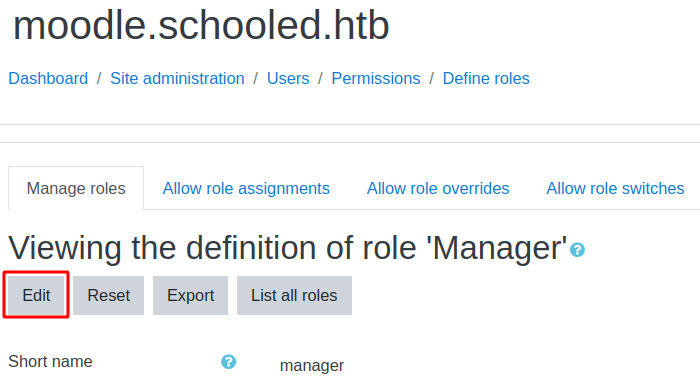 moodle.schooled.htb
Dashboard / Site administration / Users / Permissions / Define roles
Manage roles Allow role assignments Allow role overrides Allow role switches
Viewing the definition of role 'Manager'?
Edit Reset Export List all roles
Short name ? manager